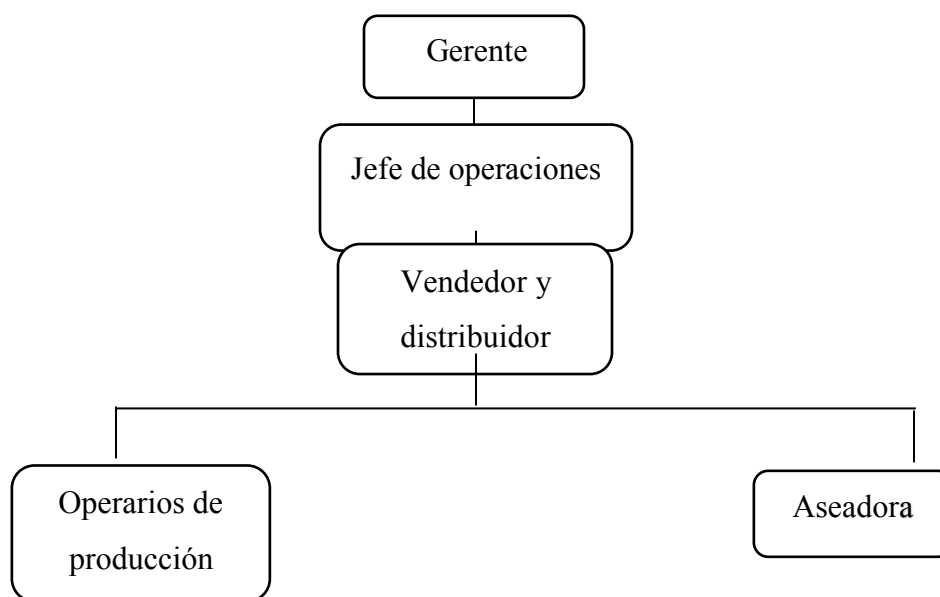 Gerente
Jefe de operaciones
Vendedor y
distribuidor
Operarios de
producción
Aseadora